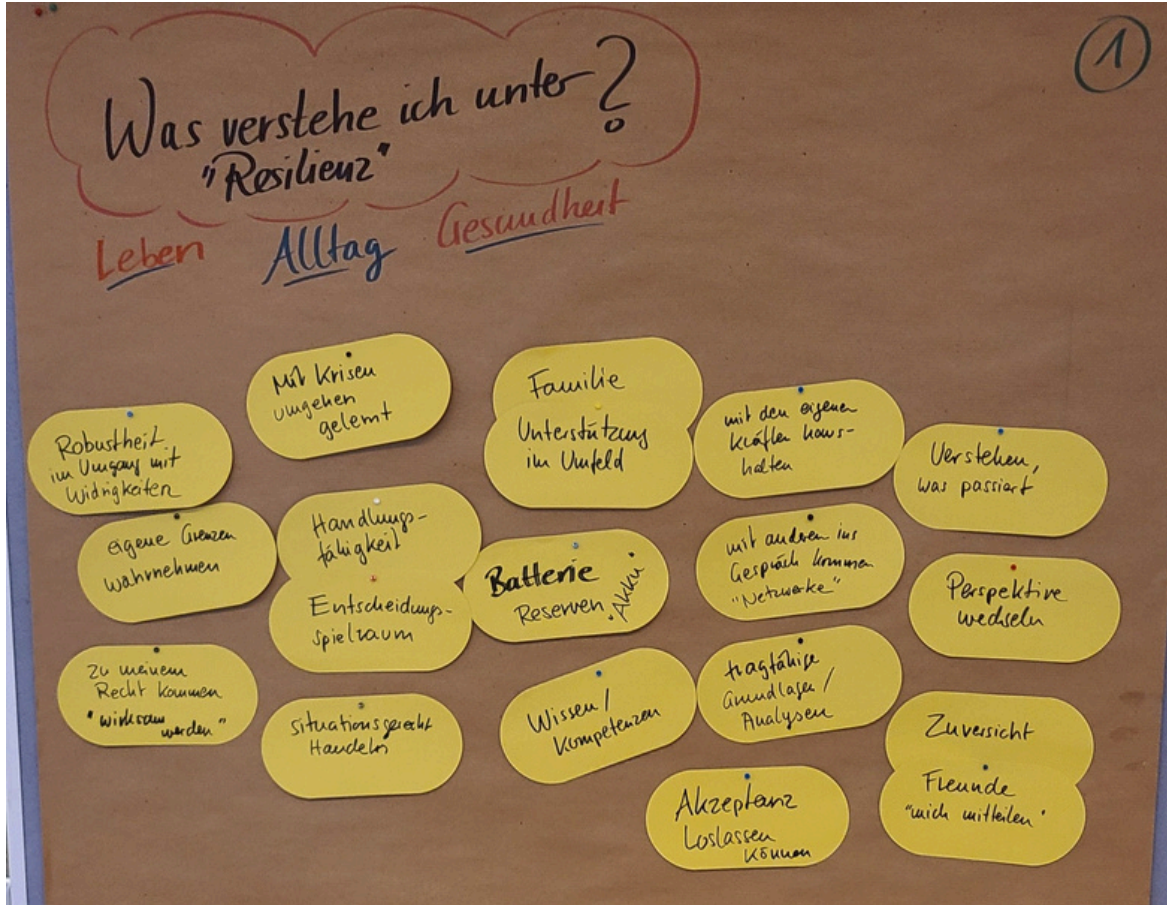 1
Was verstehe ich unter ?
"Resilienz"
Leben Alltag Gesundheit
Mit Krisen
umgehen
gelernt
Familie
Unterstützung
im Umfeld
mit den eigenen
Kräften haus-
halten
Verstehen,
was passiert
Robustheit
im Umgang mit
Widrigkeiten
eigene Grenzen
wahrnehmen
Handlungs-
fähigkeit
Entscheidungs-
spielraum
Batterie
Reserven "Akku"
mit anderen ins
Gespräch kommen
"Netzwerke"
Perspektive
wechseln
zu meinem
Recht kommen
"wirksam
werden"
situationsgerecht
Handeln
Wissen/
Kompetenzen
tragfähige
Grundlagen/
Analysen
Zuversicht
Freunde
"mich mitteilen"
Akzeptanz
Loslassen
können